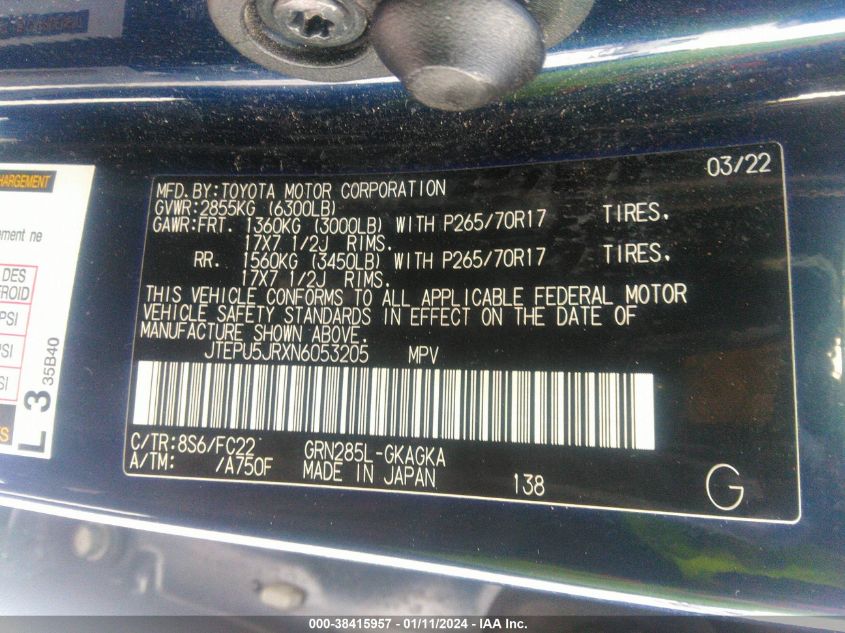 03/22
MFD.BY:TOYOTA MOTOR CORPORATION
GVWR:2855KG (6300LB)
GAWR:FRT. 1360KG (3000LB) WITH P265/70R17 TIRES,
17X7 1/2J RIMS.
RR. 1560KG (3450LB) WITH P265/70R17 TIRES,
17X7 1/2J RIMS.
THIS VEHICLE CONFORMS TO ALL APPLICABLE FEDERAL MOTOR
VEHICLE SAFETY STANDARDS IN EFFECT ON THE DATE OF
MANUFACTURE SHOWN ABOVE.
JTEPU5JRXN6053205 MPV
C/TR:8S6/FC22 GRN285L-GKAGKA
A/TM: /A750F MADE IN JAPAN 138
G
HARGEMENT
ement ne
DES
FROID
PSI
PSI
SI
L 3
35B40
000-38415957 - 01/11/2024 - IAA Inc.